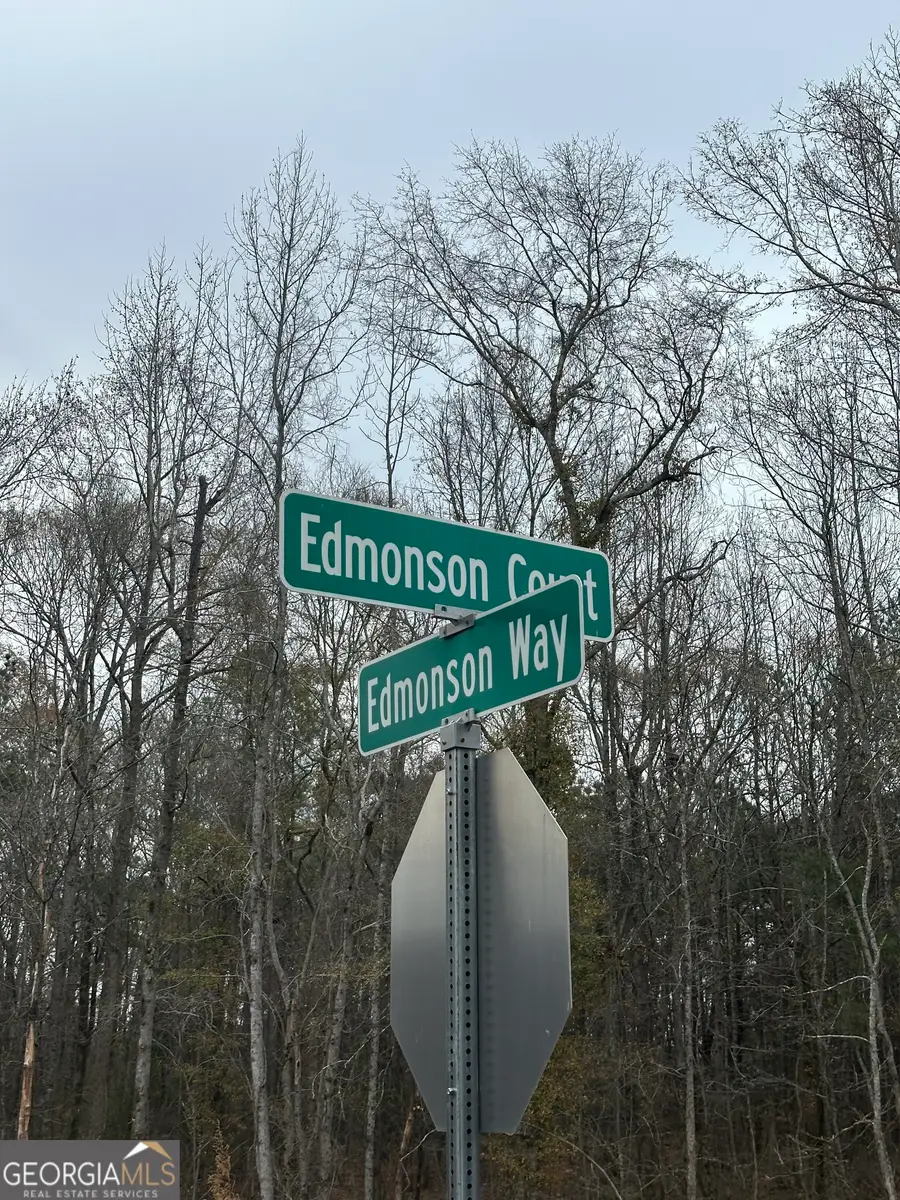 Edmonson Court
Edmonson Way
GEORGIAMLS
REAL ESTATE SERVICES